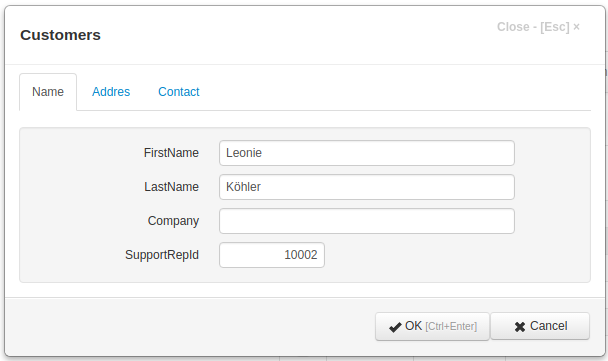 Close - [Esc] ×
Customers
Name Addres Contact
FirstName Leonie
LastName Köhler
Company
SupportRepId 10002
OK [Ctrl+Enter] Cancel